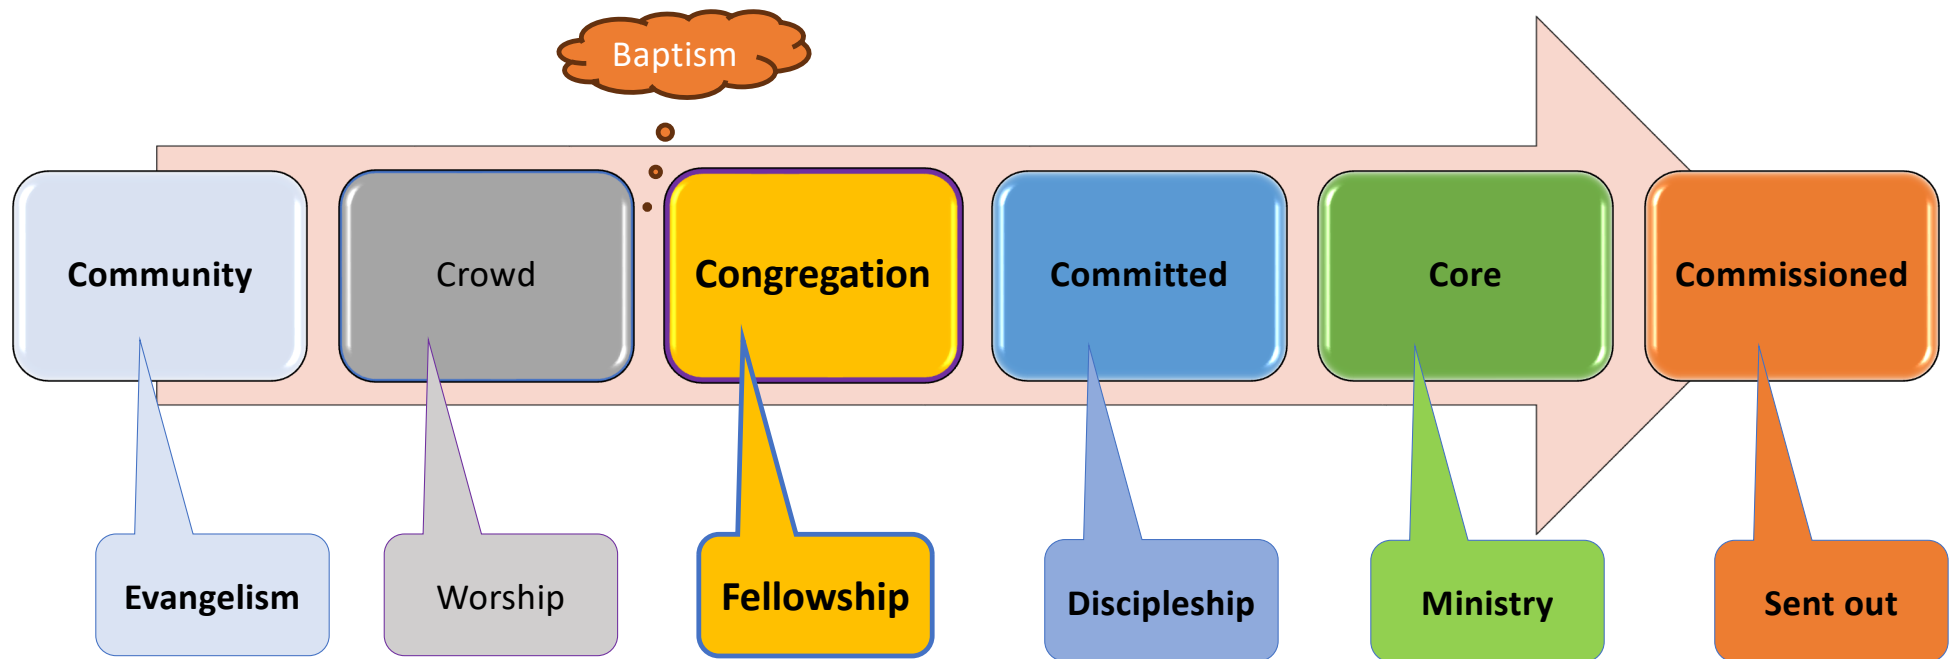 Baptism
Community
Crowd
Congregation
Committed
Core
Commissioned
Evangelism
Worship
Fellowship
Discipleship
Ministry
Sent out